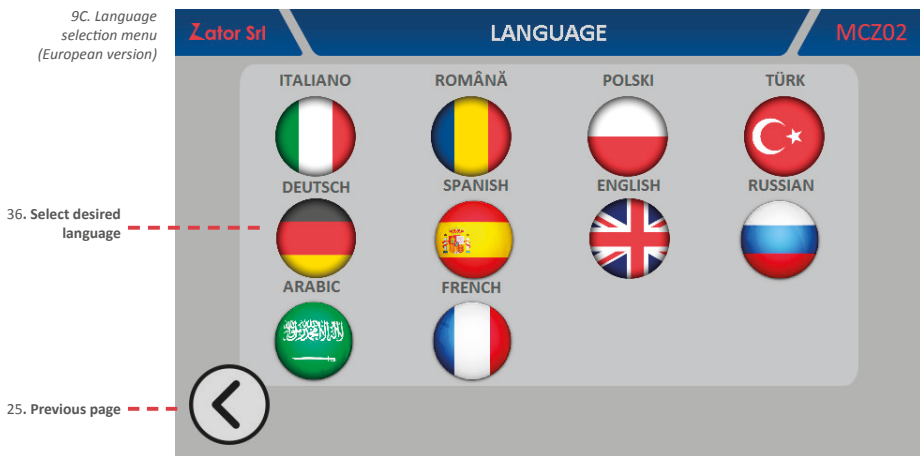 9C. Language
selection menu
(European version)
Zator Srl
LANGUAGE
MCZ02
ITALIANO ROMÂNĂ POLSKI TÜRK
DEUTSCH SPANISH ENGLISH RUSSIAN
36. Select desired
language
ARABIC FRENCH
25. Previous page